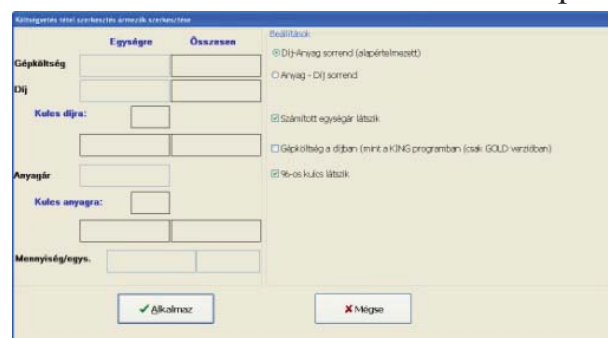 Költségvetés tétel szerkesztés ármezők szerkesztése
Egységre Összesen
Gépköltség
Díj
Kulcs díjra:
Anyagár
Kulcs anyagra:
Mennyiség/egys.
Beállítások
Díj-Anyag sorrend (alapértelmezett)
Anyag - Díj sorrend
Számított egységár látszik
Gépköltség a díjban (mint a KING programban (csak GOLD verzióban)
%-os kulcs látszik
Alkalmaz
Mégse